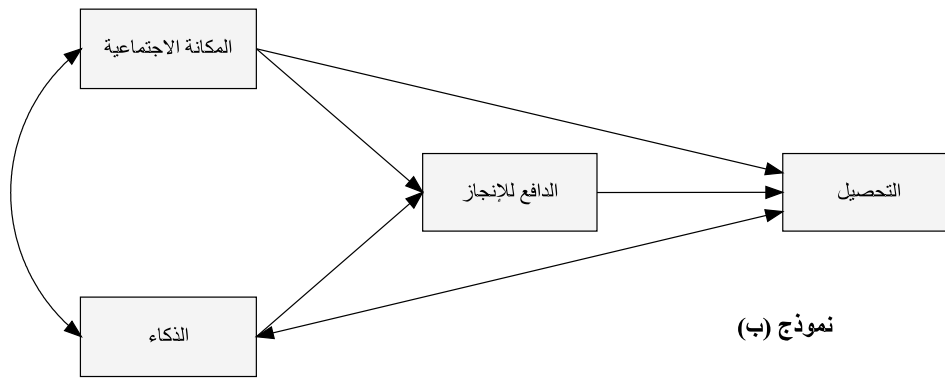 المكانة الاجتماعية
الدافع للإنجاز
التحصيل
الذكاء
نموذج (ب)